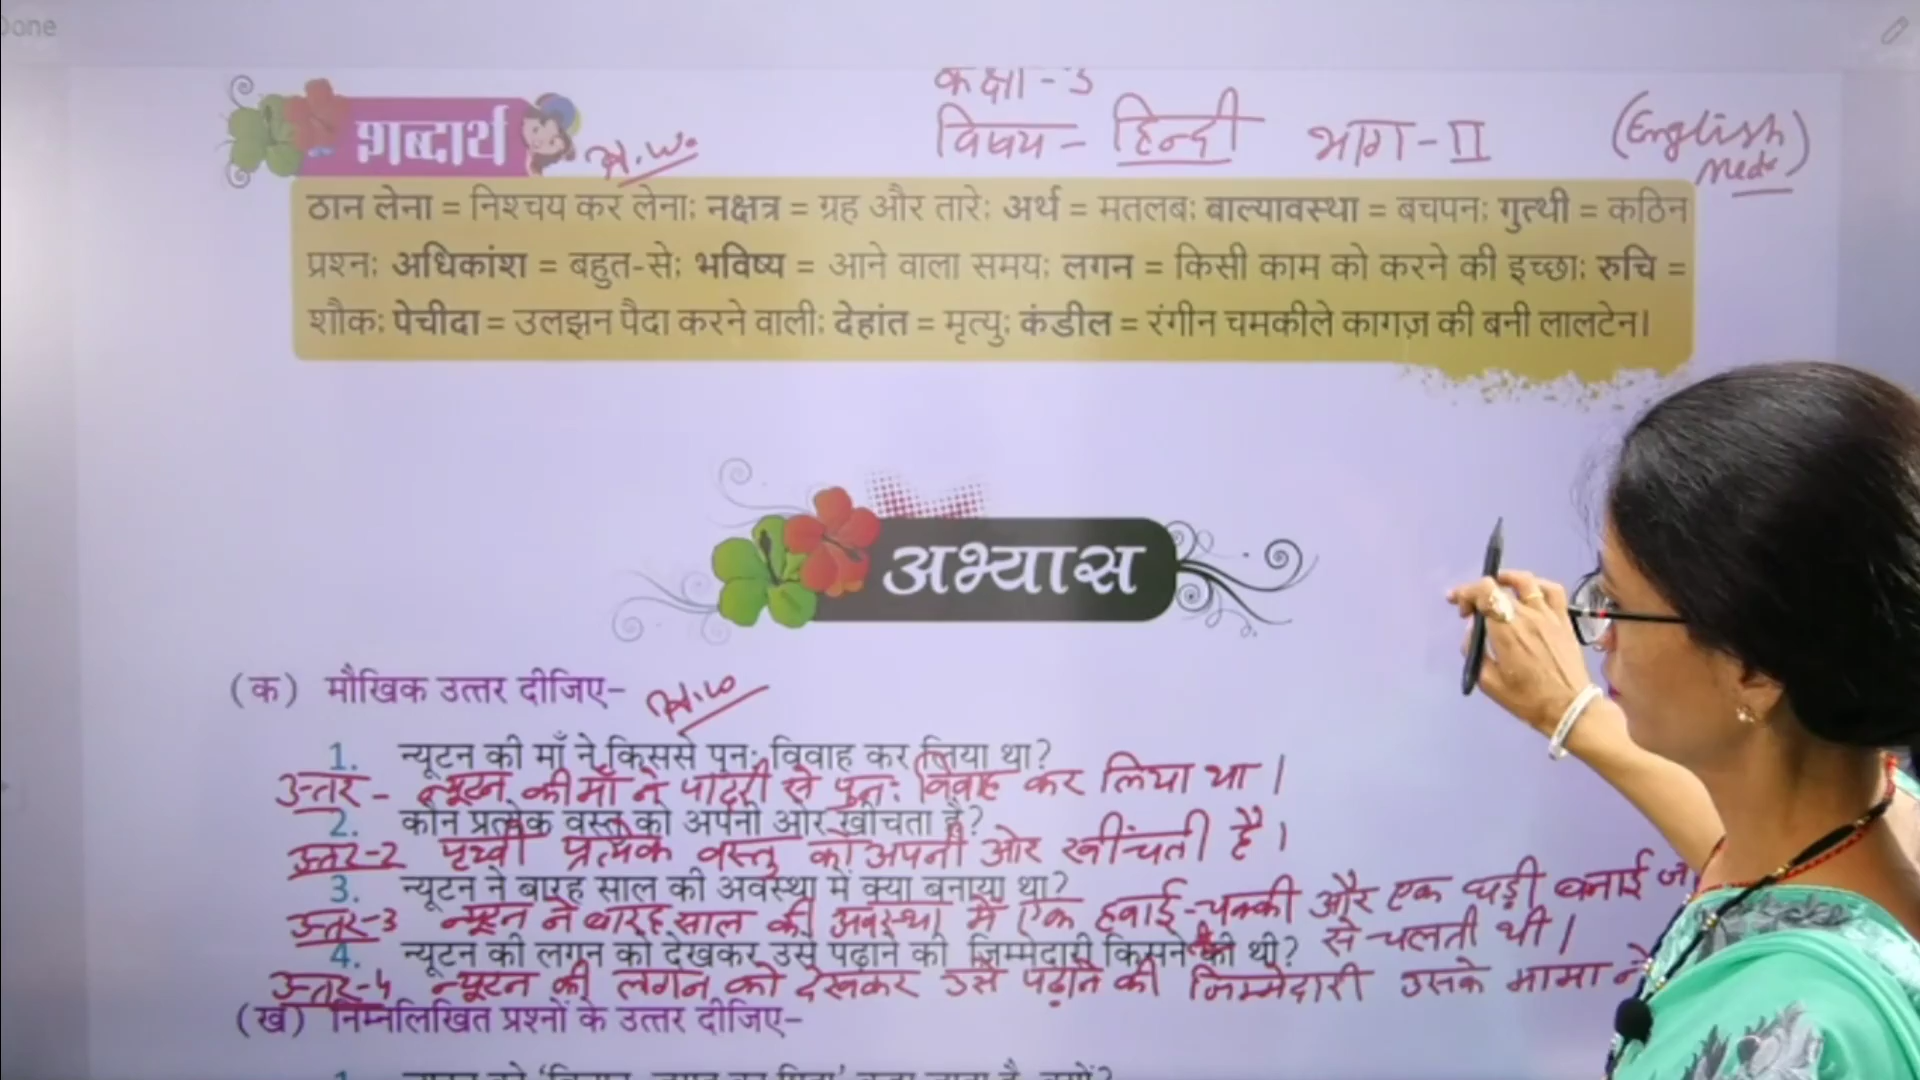 Done
कक्षा - 3
विषय - हिन्दी भाग - II (English Med.)
शब्दार्थ H.W.
ठान लेना = निश्चय कर लेना; नक्षत्र = ग्रह और तारे; अर्थ = मतलब; बाल्यावस्था = बचपन; गुत्थी = कठिन
प्रश्न; अधिकांश = बहुत-से; भविष्य = आने वाला समय; लगन = किसी काम को करने की इच्छा; रुचि =
शौक; पेचीदा = उलझन पैदा करने वाली; देहांत = मृत्यु; कंडील = रंगीन चमकीले कागज़ की बनी लालटेन।
अभ्यास
(क) मौखिक उत्तर दीजिए– H.W
1. न्यूटन की माँ ने किससे पुन: विवाह कर लिया था?
उत्तर - न्यूटन की माँ ने पादरी से पुन: विवाह कर लिया था।
2. कौन प्रत्येक वस्तु को अपनी ओर खींचता है?
उत्तर-2 पृथ्वी प्रत्येक वस्तु को अपनी ओर खींचती है।
3. न्यूटन ने बारह साल की अवस्था में क्या बनाया था?
उत्तर-3 न्यूटन ने बारह साल की अवस्था में एक हवाई-चक्की और एक घड़ी बनाई
से चलती थी।
4. न्यूटन की लगन को देखकर उसे पढ़ाने की जिम्मेदारी किसने की थी?
उत्तर-4 न्यूटन की लगन को देखकर उसे पढ़ाने की जिम्मेदारी उसके मामा ने
(ख) निम्नलिखित प्रश्नों के उत्तर दीजिए–